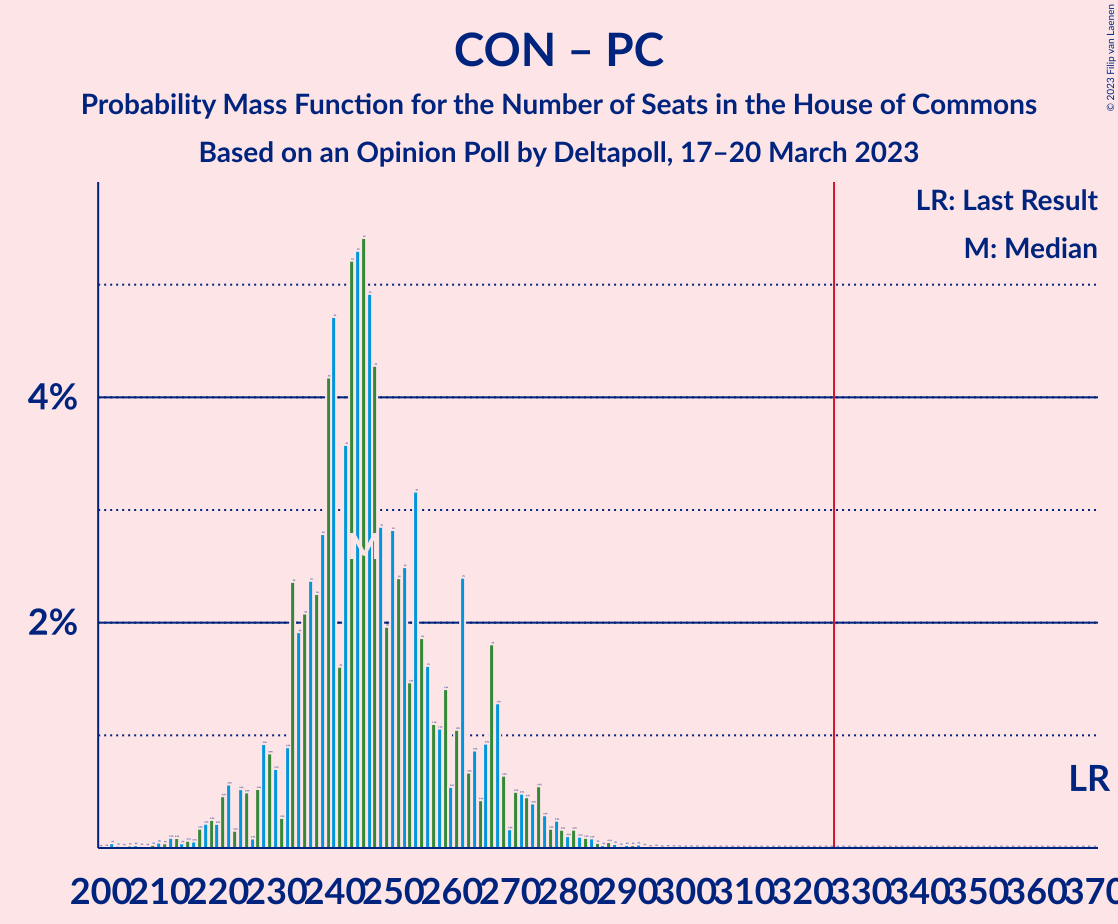 CON – PC
Probability Mass Function for the Number of Seats in the House of Commons
Based on an Opinion Poll by Deltapoll, 17–20 March 2023
© 2023 Filip van Laenen
LR: Last Result
M: Median
4%
2%
M
LR
200 210 220 230 240 250 260 270 280 290 300 310 320 330 340 350 360 370